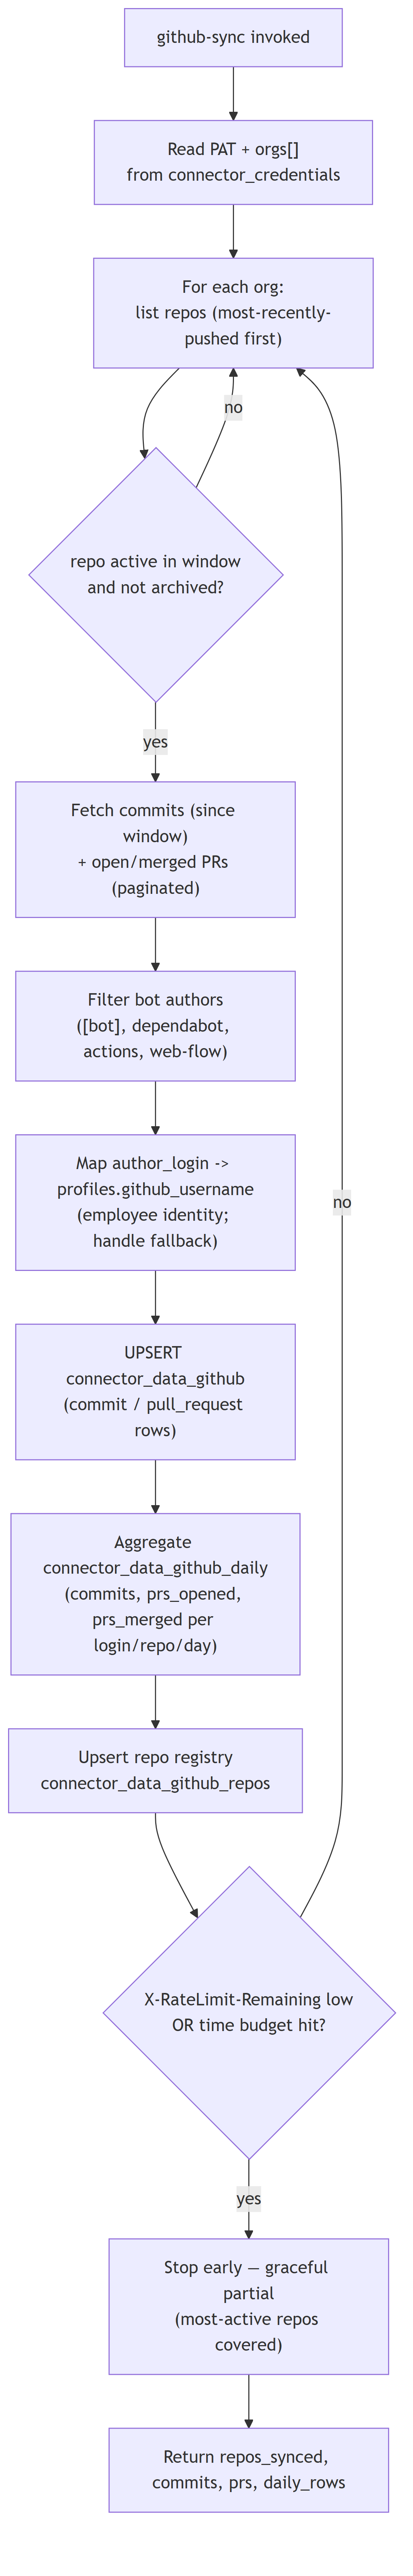 github-sync invoked
Read PAT + orgs[]
from connector_credentials
For each org:
list repos (most-recently-
pushed first)
no
repo active in window
and not archived?
yes
Fetch commits (since
window)
+ open/merged PRs
(paginated)
Filter bot authors
([bot], dependabot,
actions, web-flow)
Map author_login ->
profiles.github_username
(employee identity;
handle fallback)
no
UPSERT
connector_data_github
(commit / pull_request
rows)
Aggregate
connector_data_github_daily
(commits, prs_opened,
prs_merged per
login/repo/day)
Upsert repo registry
connector_data_github_repos
X-RateLimit-Remaining low
OR time budget hit?
yes
Stop early — graceful
partial
(most-active repos
covered)
Return repos_synced,
commits, prs, daily_rows